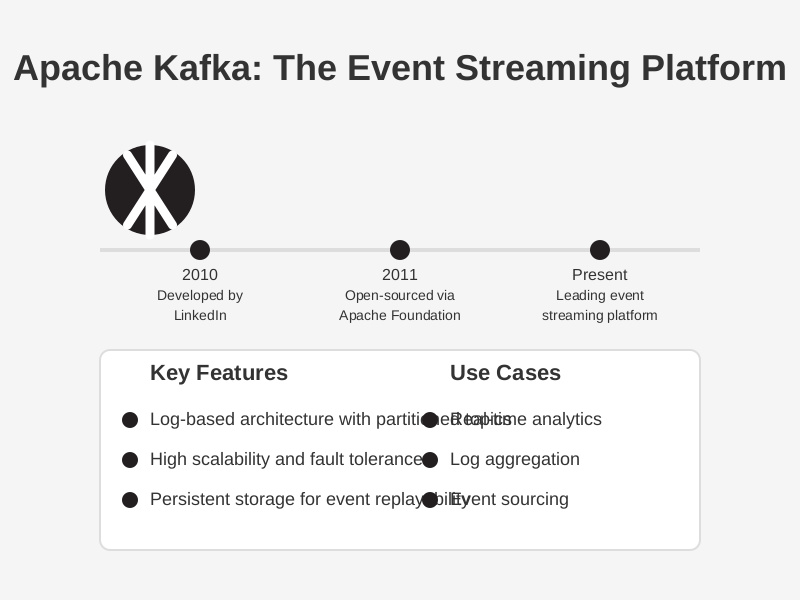 Apache Kafka: The Event Streaming Platform
2010
Developed by
LinkedIn
2011
Open-sourced via
Apache Foundation
Present
Leading event
streaming platform
Key Features
Log-based architecture with partitioned topics
High scalability and fault tolerance
Persistent storage for event replayability
Use Cases
Real-time analytics
Log aggregation
Event sourcing